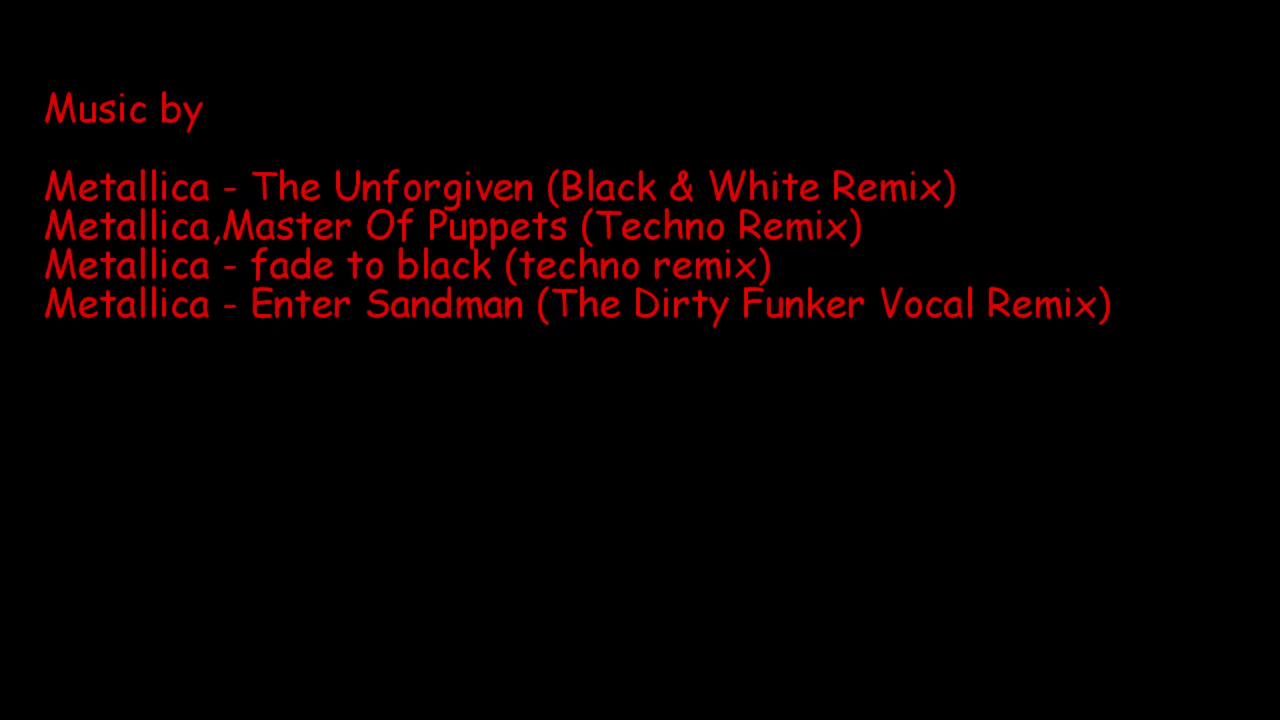 Music by
Metallica - The Unforgiven (Black & White Remix)
Metallica,Master Of Puppets (Techno Remix)
Metallica - fade to black (techno remix)
Metallica - Enter Sandman (The Dirty Funker Vocal Remix)